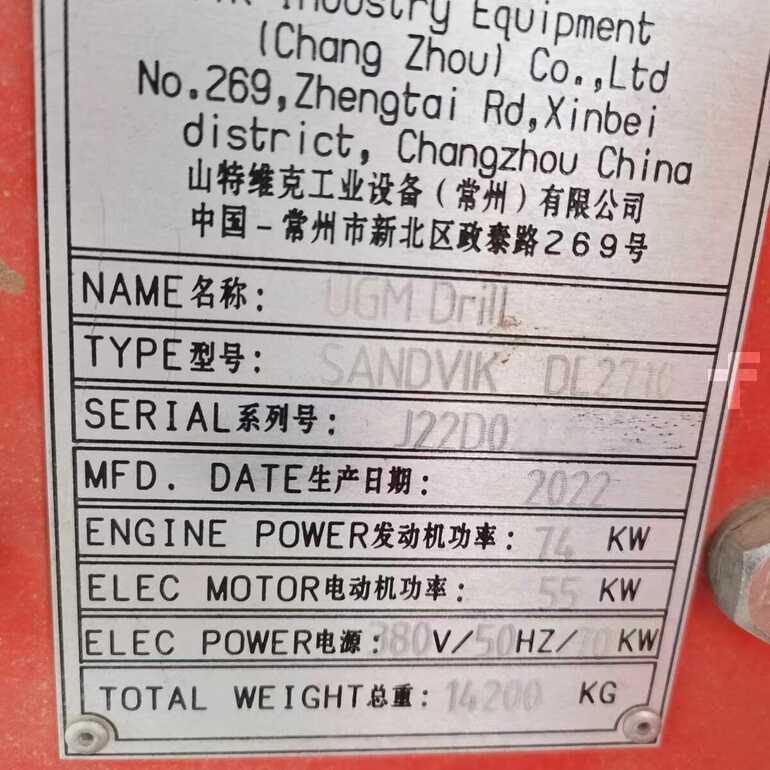 Industry Equipment
(Chang Zhou) Co.,Ltd
No.269,Zhengtai Rd,Xinbei
district, Changzhou China
山特维克工业设备（常州）有限公司
中国-常州市新北区政泰路269号
NAME名称: UGM Drill
TYPE型号: SANDVIK DL2710
SERIAL系列号: J22D0
MFD. DATE生产日期: 2022
ENGINE POWER发动机功率: 74 KW
ELEC MOTOR电动机功率: 55 KW
ELEC POWER电源: 380V/50HZ/70KW
TOTAL WEIGHT总重: 14200 KG